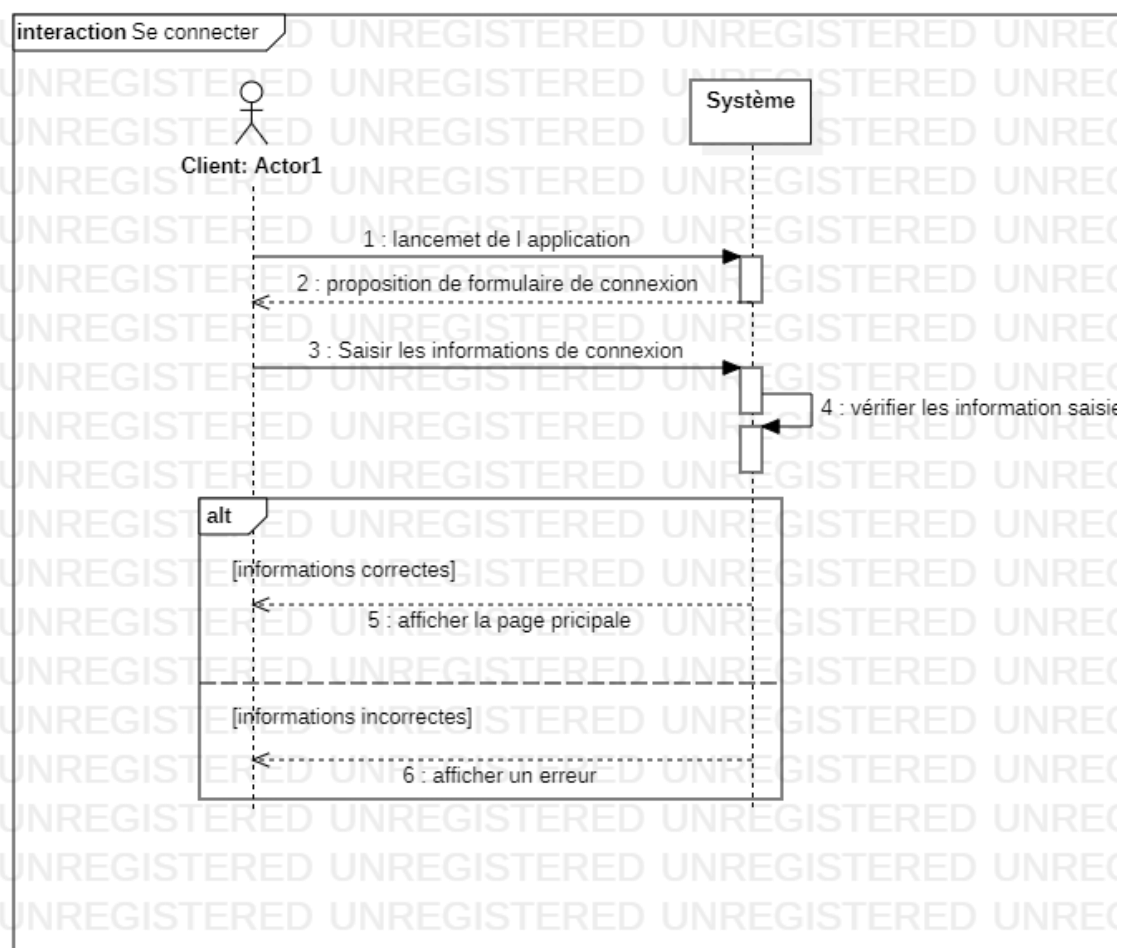 interaction Se connecter
Système
Client: Actor1
1 : lancemet de l application
2 : proposition de formulaire de connexion
3 : Saisir les informations de connexion
4 : vérifier les information saisie
alt
[informations correctes]
5 : afficher la page pricipale
[informations incorrectes]
6 : afficher un erreur
UNREGISTERED